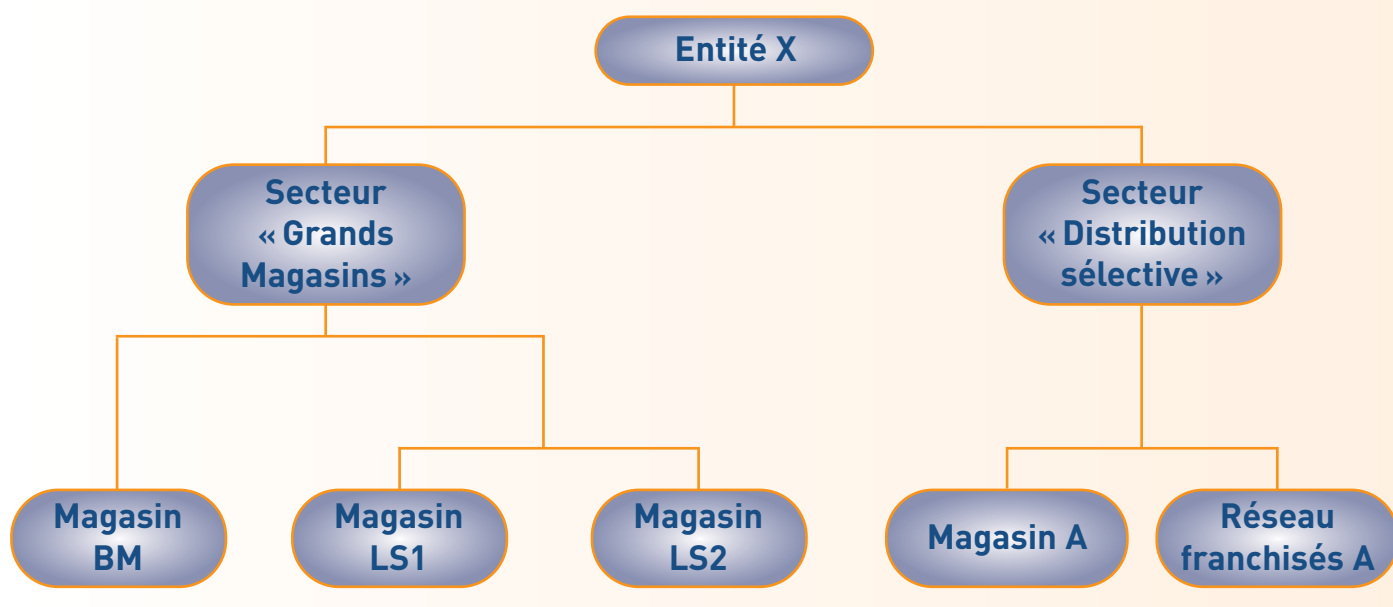 Entité X
Secteur
« Grands
Magasins »
Secteur
« Distribution
sélective »
Magasin
BM
Magasin
LS1
Magasin
LS2
Magasin A
Réseau
franchisés A